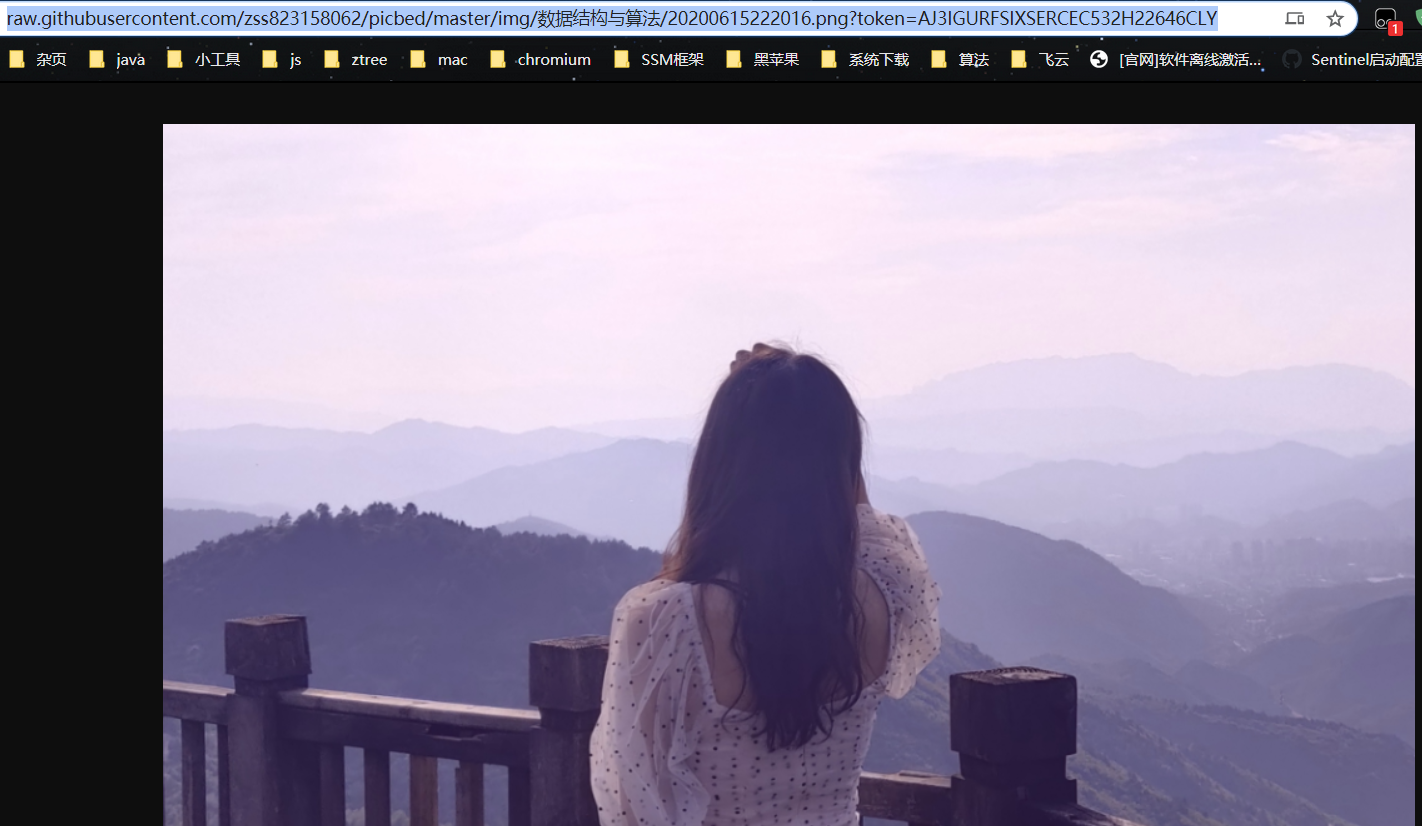 raw.githubusercontent.com/zss823158062/picbed/master/img/数据结构与算法/20200615222016.png?token=AJ3IGURFSIXSERCEC532H22646CLY
1
杂页 java 小工具 js ztree mac chromium SSM框架 黑苹果 系统下载 算法 飞云 [官网]软件离线激活... Sentinel启动配置